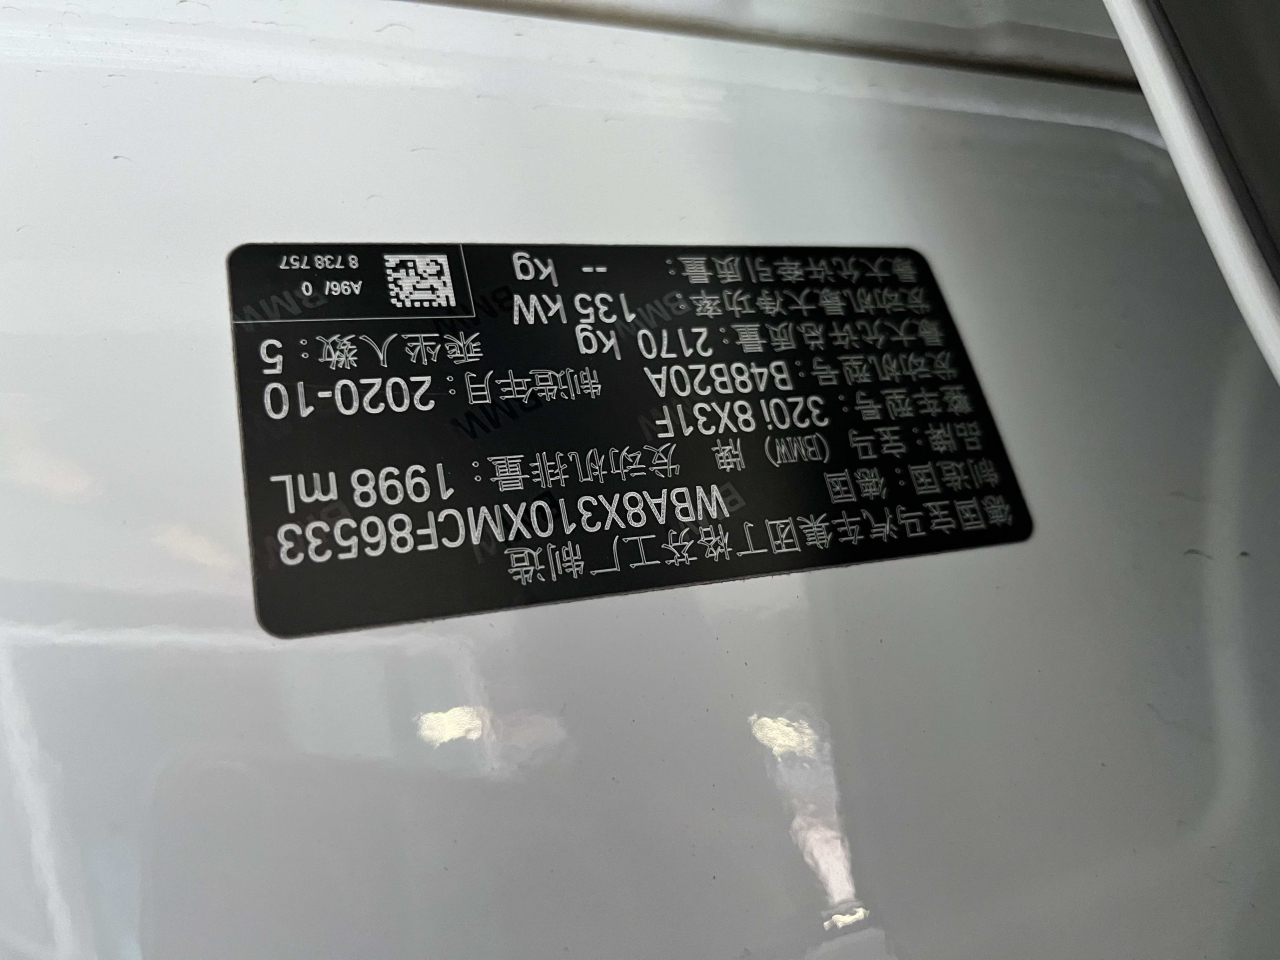 德国宝马汽车集团丁格芬工厂制造
制造国：德国 WBA8X310XMCF86533
品牌：宝马（BMW）牌 发动机排量：1998 mL
整车型号：320i 8X31F
发动机型号：B48B20A 制造年月：2020-10
最大允许总质量：2170 kg 乘坐人数：5
发动机最大净功率：135 kW
最大允许牵引质量：-- kg
A96/ 0
8 738 757